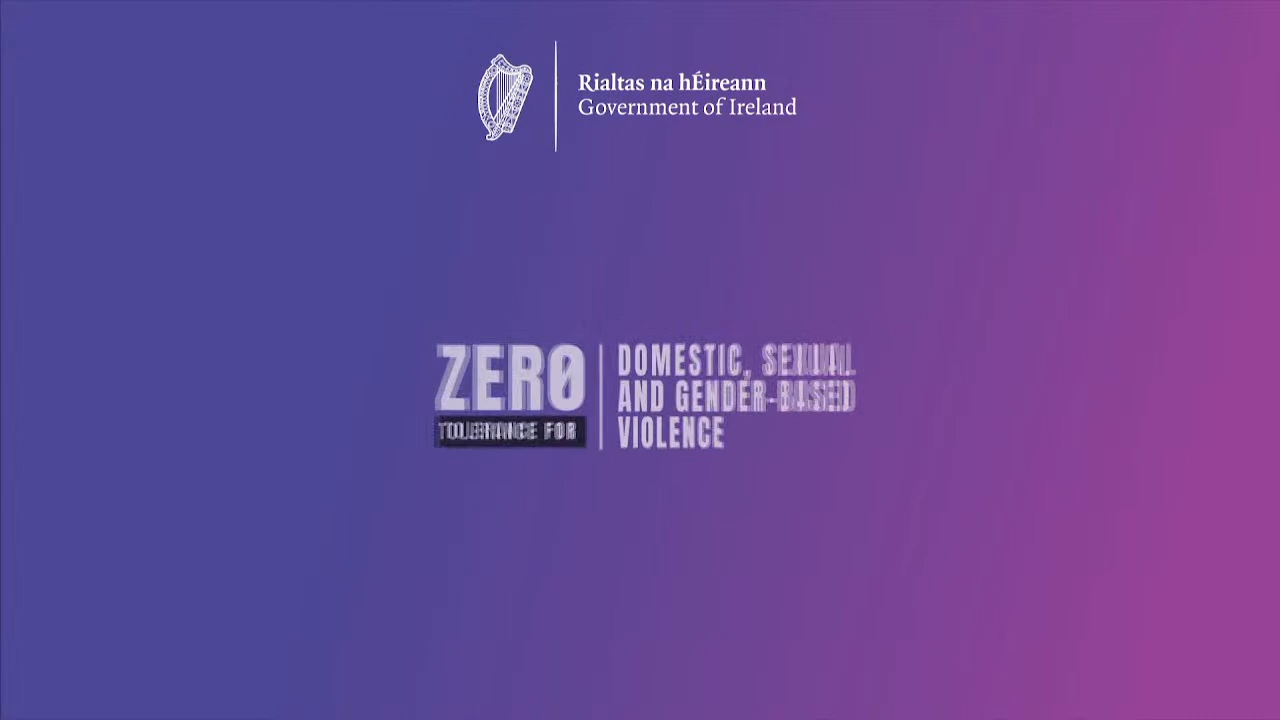 Rialtas na hÉireann
Government of Ireland
ZERO
TOLERANCE FOR
DOMESTIC, SEXUAL
AND GENDER-BASED
VIOLENCE